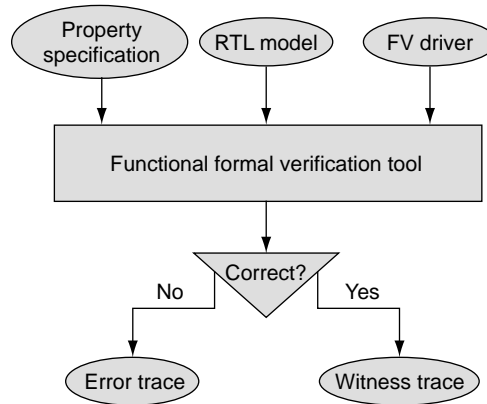 Property
specification
RTL model
FV driver
Functional formal verification tool
Correct?
No
Yes
Error trace
Witness trace